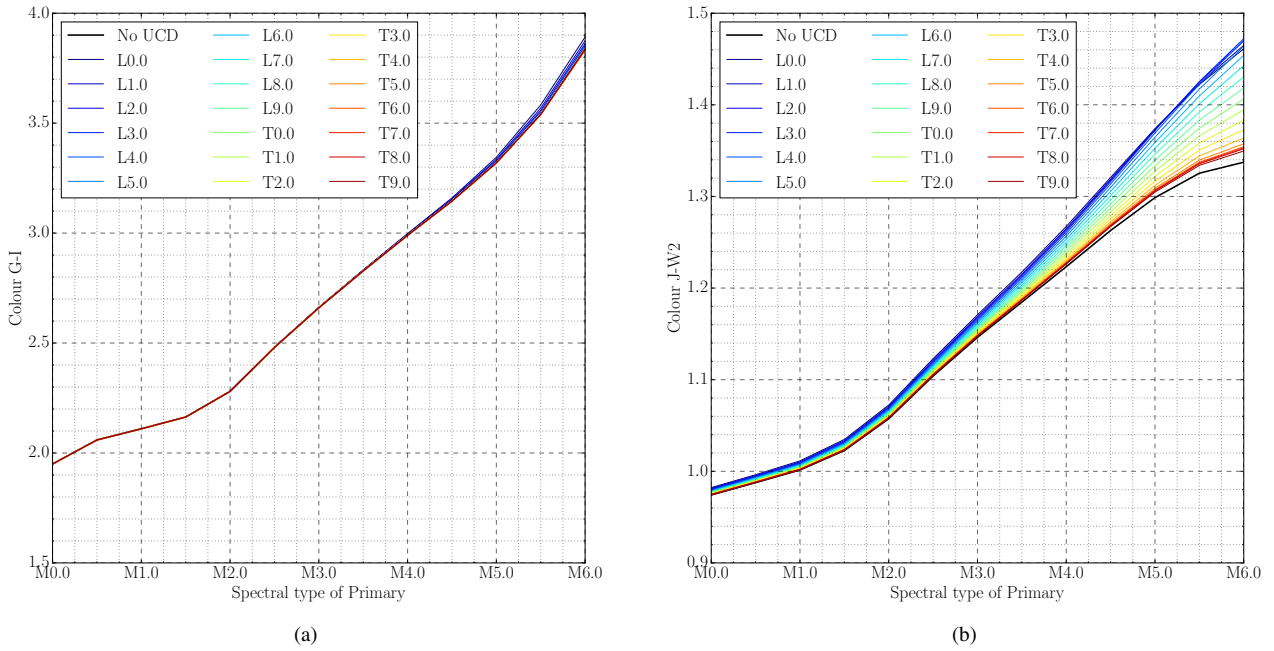 4.0
3.5
3.0
2.5
2.0
1.5
Colour G-I
No UCD L6.0 T3.0
L0.0 L7.0 T4.0
L1.0 L8.0 T5.0
L2.0 L9.0 T6.0
L3.0 T0.0 T7.0
L4.0 T1.0 T8.0
L5.0 T2.0 T9.0
M0.0 M1.0 M2.0 M3.0 M4.0 M5.0 M6.0
Spectral type of Primary
(a)
1.5
1.4
1.3
1.2
1.1
1.0
0.9
Colour J-W2
No UCD L6.0 T3.0
L0.0 L7.0 T4.0
L1.0 L8.0 T5.0
L2.0 L9.0 T6.0
L3.0 T0.0 T7.0
L4.0 T1.0 T8.0
L5.0 T2.0 T9.0
M0.0 M1.0 M2.0 M3.0 M4.0 M5.0 M6.0
Spectral type of Primary
(b)